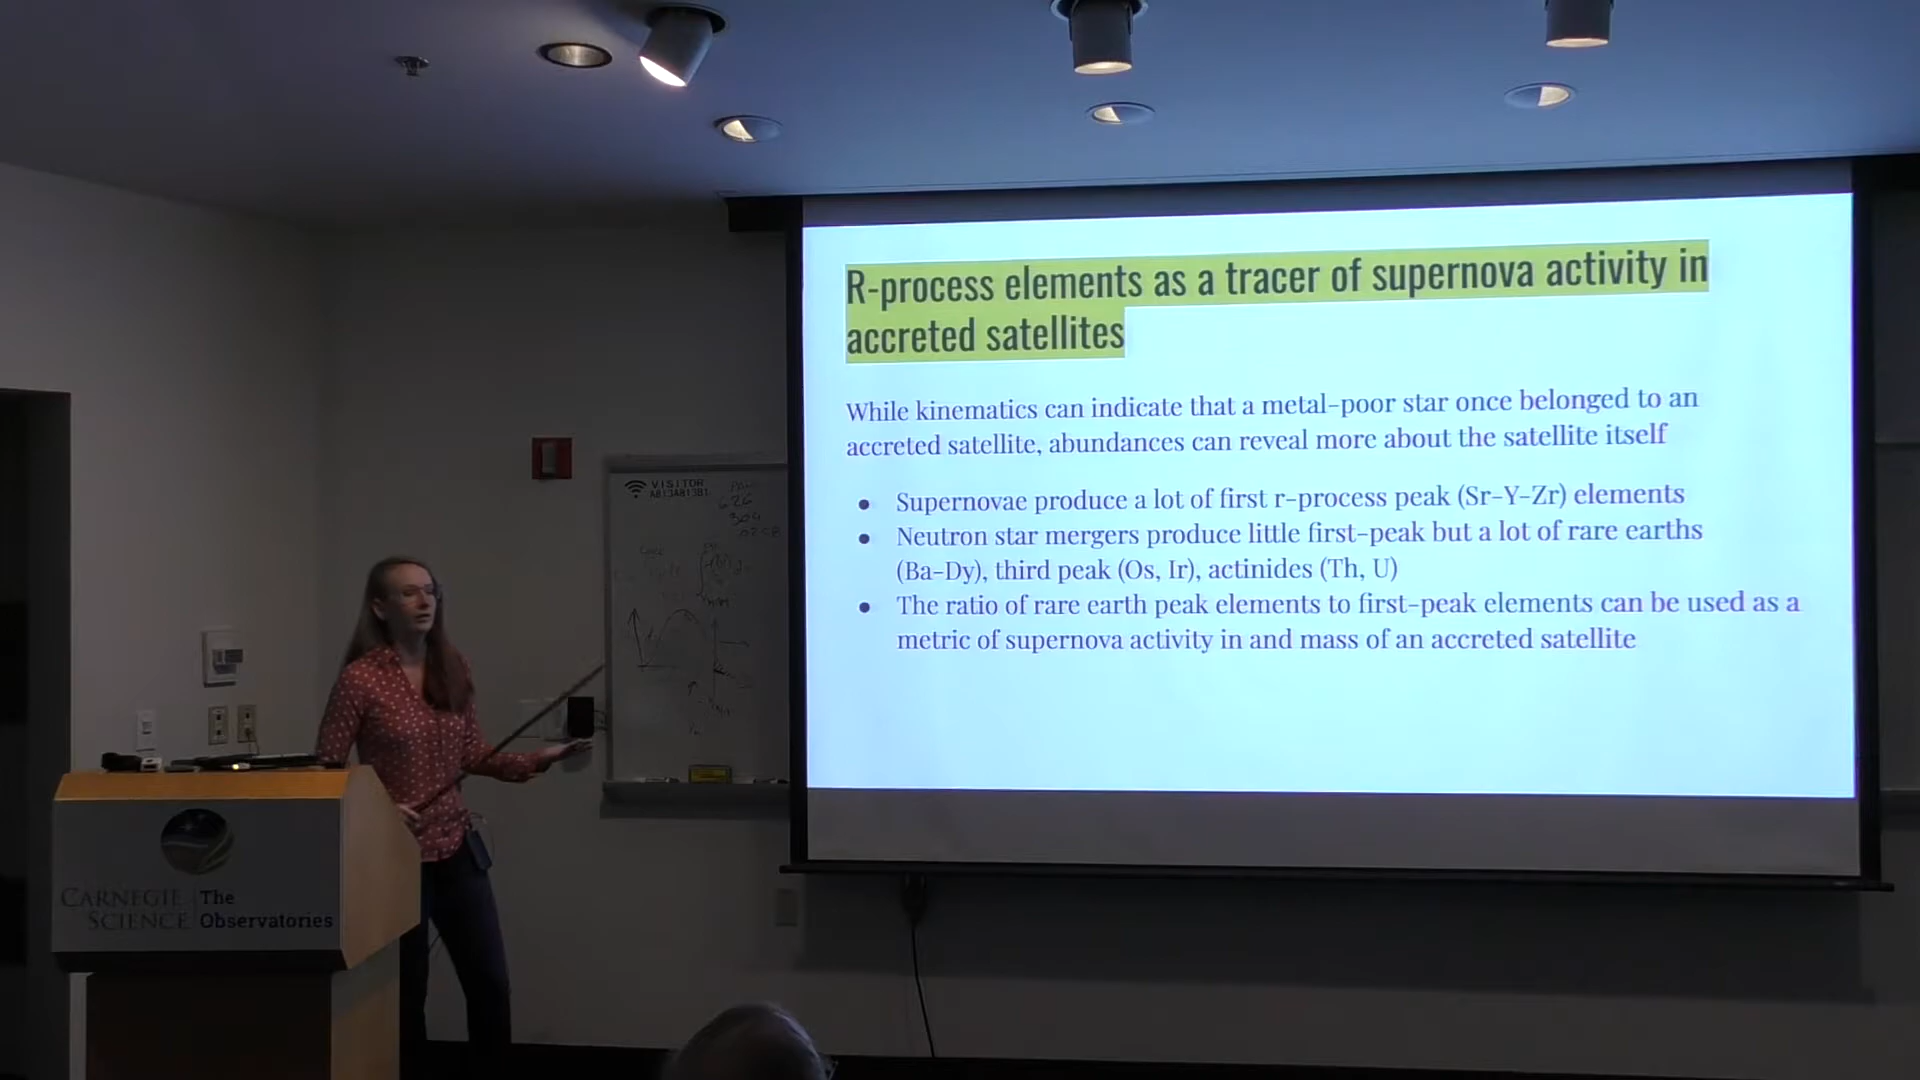 R-process elements as a tracer of supernova activity in
accreted satellites
While kinematics can indicate that a metal-poor star once belonged to an
accreted satellite, abundances can reveal more about the satellite itself
• Supernovae produce a lot of first r-process peak (Sr-Y-Zr) elements
• Neutron star mergers produce little first-peak but a lot of rare earths
(Ba-Dy), third peak (Os, Ir), actinides (Th, U)
• The ratio of rare earth peak elements to first-peak elements can be used as a
metric of supernova activity in and mass of an accreted satellite
VISITOR
626
CARNEGIE
SCIENCE
The
Observatories